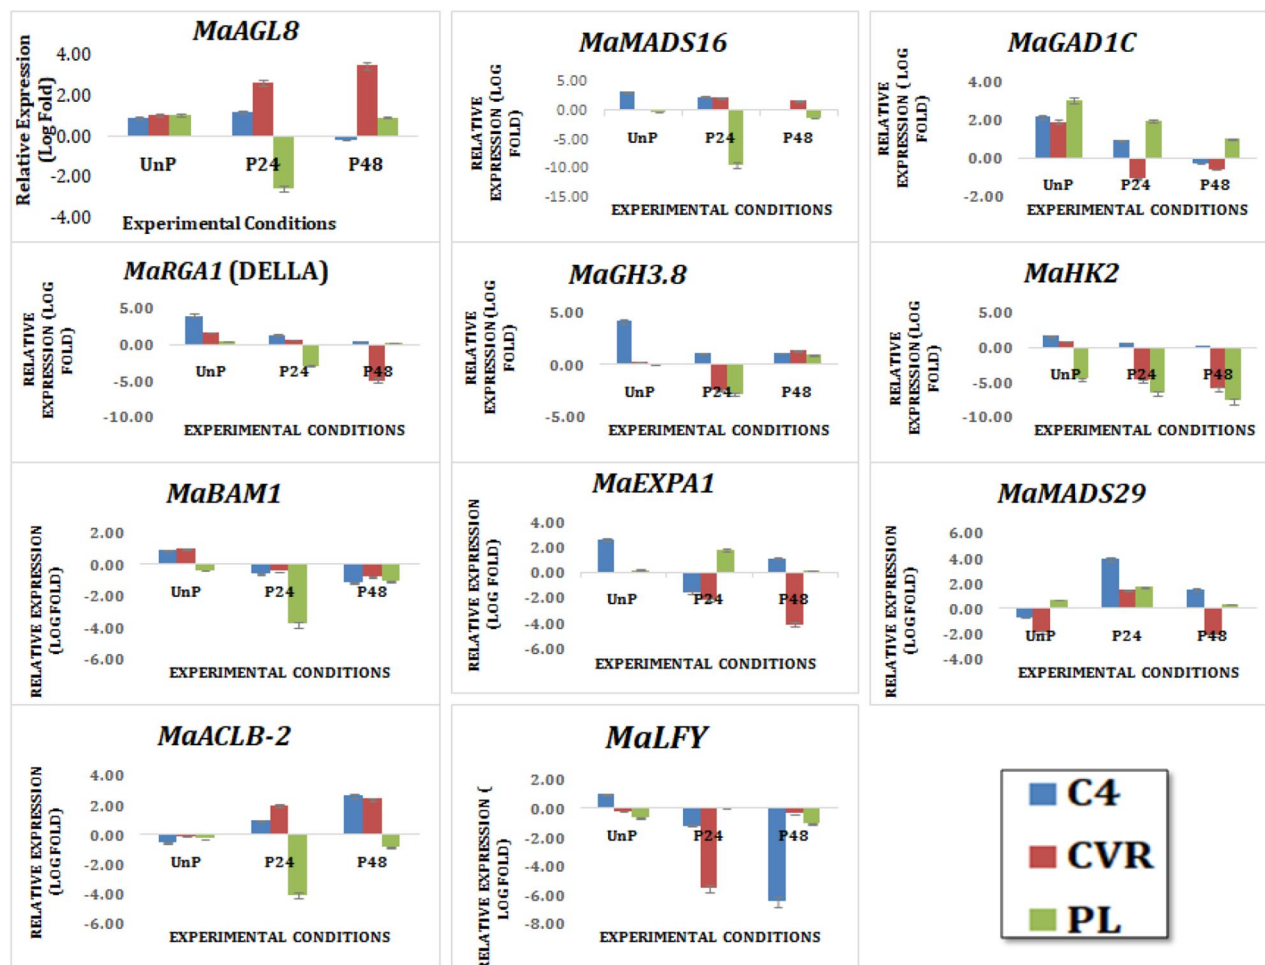 MaAGL8
Relative Expression
(Log Fold)
4.00
2.00
0.00
-2.00
-4.00
UnP P24 P48
Experimental Conditions
MaMADS16
RELATIVE
EXPRESSION (LOG
FOLD)
5.00
0.00
-5.00
-10.00
-15.00
UnP P24 P48
EXPERIMENTAL CONDITIONS
MaGAD1C
RELATIVE
EXPRESSION ( LOG
FOLD)
4.00
2.00
0.00
-2.00
UnP P24 P48
EXPERIMENTAL CONDITIONS
MaRGA1 (DELLA)
RELATIVE
EXPRESSION (LOG
FOLD)
5.00
0.00
-5.00
-10.00
UnP P24 P48
EXPERIMENTAL CONDITIONS
MaGH3.8
RELATIVE
EXPRESSION (LOG
FOLD)
5.00
0.00
-5.00
UnP P24 P48
EXPERIMENTAL CONDITIONS
MaHK2
RELATIVE
EXPRESSION (LOG
FOLD)
5.00
0.00
-5.00
-10.00
UnP P24 P48
EXPERIMENTAL CONDITIONS
MaBAM1
RELATIVE EXPRESSION
(LOG FOLD)
2.00
0.00
-2.00
-4.00
-6.00
UnP P24 P48
EXPERIMENTAL CONDITIONS
MaEXPA1
RELATIVE EXPRESSION
(LOG FOLD)
4.00
2.00
0.00
-2.00
-4.00
-6.00
UnP P24 P48
EXPERIMENTAL CONDITIONS
MaMADS29
RELATIVE EXPRESSION
(LOG FOLD)
6.00
4.00
2.00
0.00
-2.00
-4.00
UnP P24 P48
EXPERIMENTAL CONDITIONS
MaACLB-2
RELATIVE EXPRESSION
(LOG FOLD)
4.00
2.00
0.00
-2.00
-4.00
-6.00
UnP P24 P48
EXPERIMENTAL CONDITIONS
MaLFY
RELATIVE EXPRESSION (
LOG FOLD)
2.00
0.00
-2.00
-4.00
-6.00
-8.00
UnP P24 P48
EXPERIMENTAL CONDITIONS
C4
CVR
PL